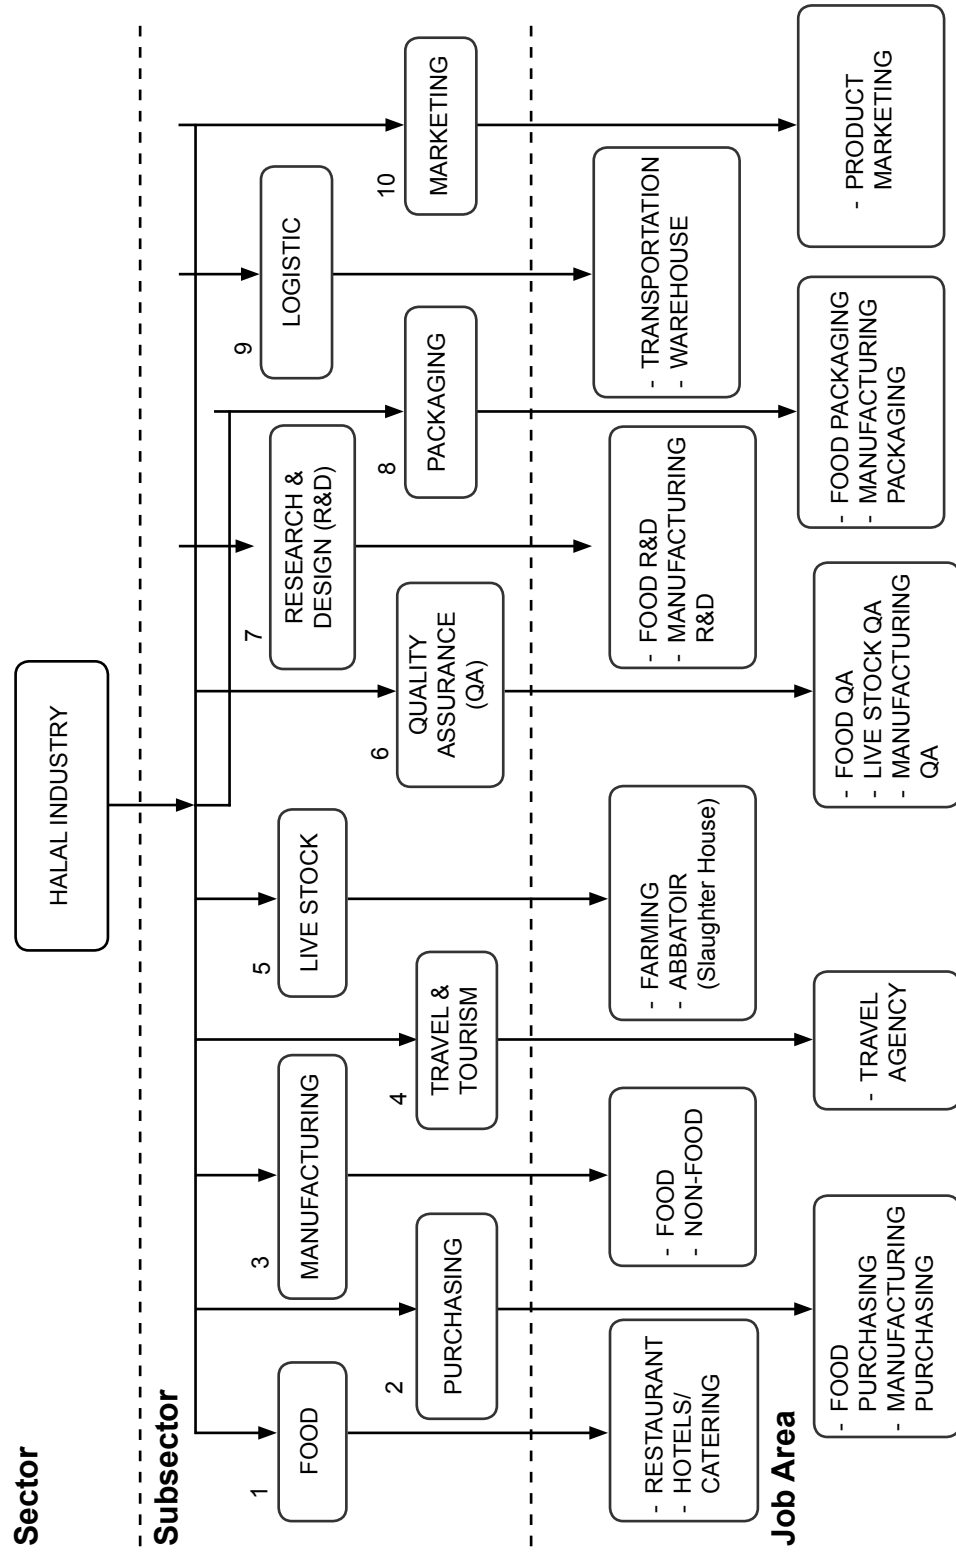 Sector
HALAL INDUSTRY
Subsector
1
FOOD
2
PURCHASING
3
MANUFACTURING
4
TRAVEL &
TOURISM
5
LIVE STOCK
6
QUALITY
ASSURANCE
(QA)
7
RESEARCH &
DESIGN (R&D)
8
PACKAGING
9
LOGISTIC
10
MARKETING
Job Area
- RESTAURANT
- HOTELS/
CATERING
- FOOD
PURCHASING
- MANUFACTURING
PURCHASING
- FOOD
- NON-FOOD
- TRAVEL
AGENCY
- FARMING
- ABBATOIR
(Slaughter House)
- FOOD QA
- LIVE STOCK QA
- MANUFACTURING
QA
- FOOD R&D
- MANUFACTURING
R&D
- FOOD PACKAGING
- MANUFACTURING
PACKAGING
- TRANSPORTATION
- WAREHOUSE
- PRODUCT
MARKETING